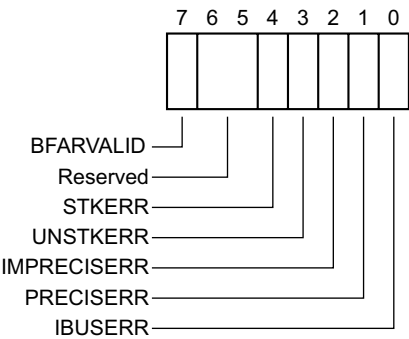 7 6 5 4 3 2 1 0
BFARVALID
Reserved
STKERR
UNSTKERR
IMPRECISERR
PRECISERR
IBUSERR